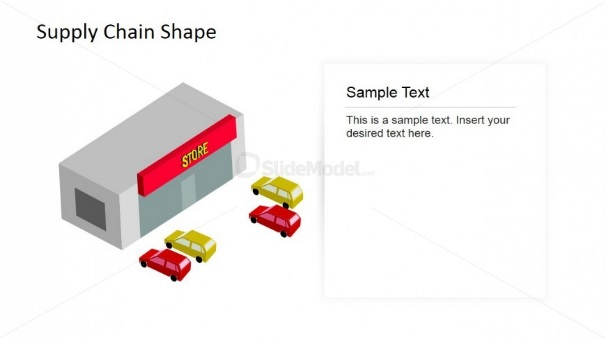 Supply Chain Shape
Sample Text
This is a sample text. Insert your
desired text here.
STORE
SlideModel.com